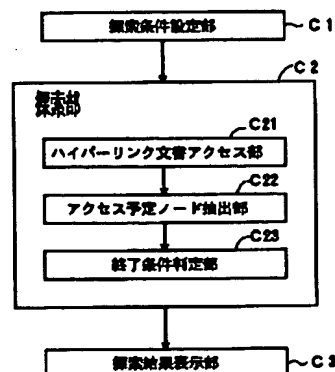 探索条件設定部
C1
C2
探索部
C21
ハイパーリンク文書アクセス部
C22
アクセス予定ノード抽出部
C23
終了条件判定部
探索結果表示部
C3